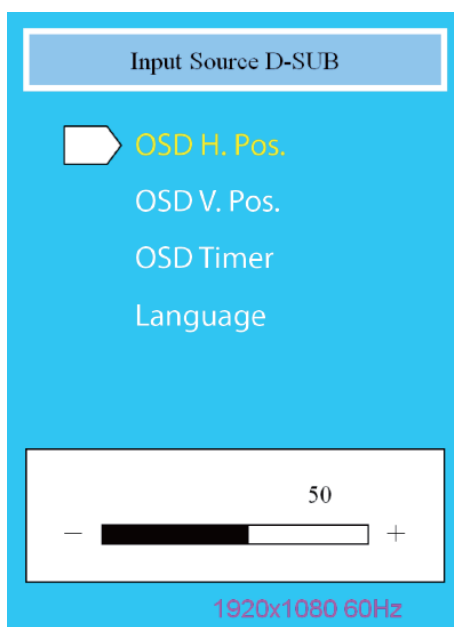 Input Source D-SUB
OSD H. Pos.
OSD V. Pos.
OSD Timer
Language
50
− +
1920x1080 60Hz